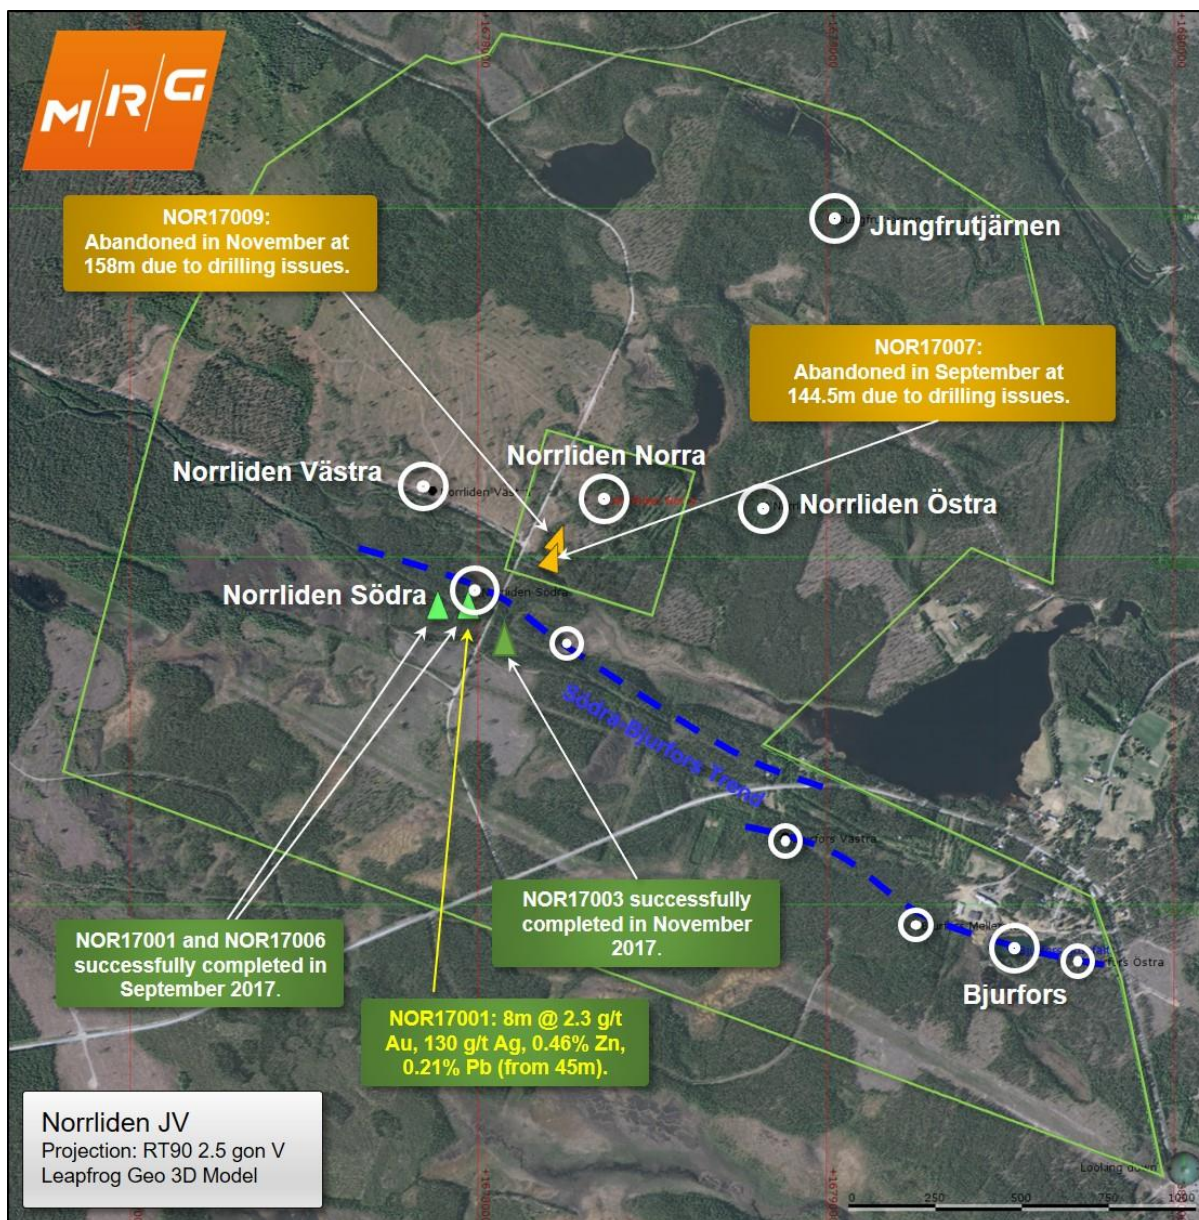 M/R/G
NOR17009:
Abandoned in November at
158m due to drilling issues.
Jungfrutjärnen
NOR17007:
Abandoned in September at
144.5m due to drilling issues.
Norrliden Västra
Norrliden Norra
Norrliden Östra
Norrliden Södra
Södra-Bjurfors Trend
NOR17003 successfully
completed in November
2017.
NOR17001 and NOR17006
successfully completed in
September 2017.
Bjurfors
NOR17001: 8m @ 2.3 g/t
Au, 130 g/t Ag, 0.46% Zn,
0.21% Pb (from 45m).
Norrliden JV
Projection: RT90 2.5 gon V
Leapfrog Geo 3D Model
Looking down
0 250 500 750 1000